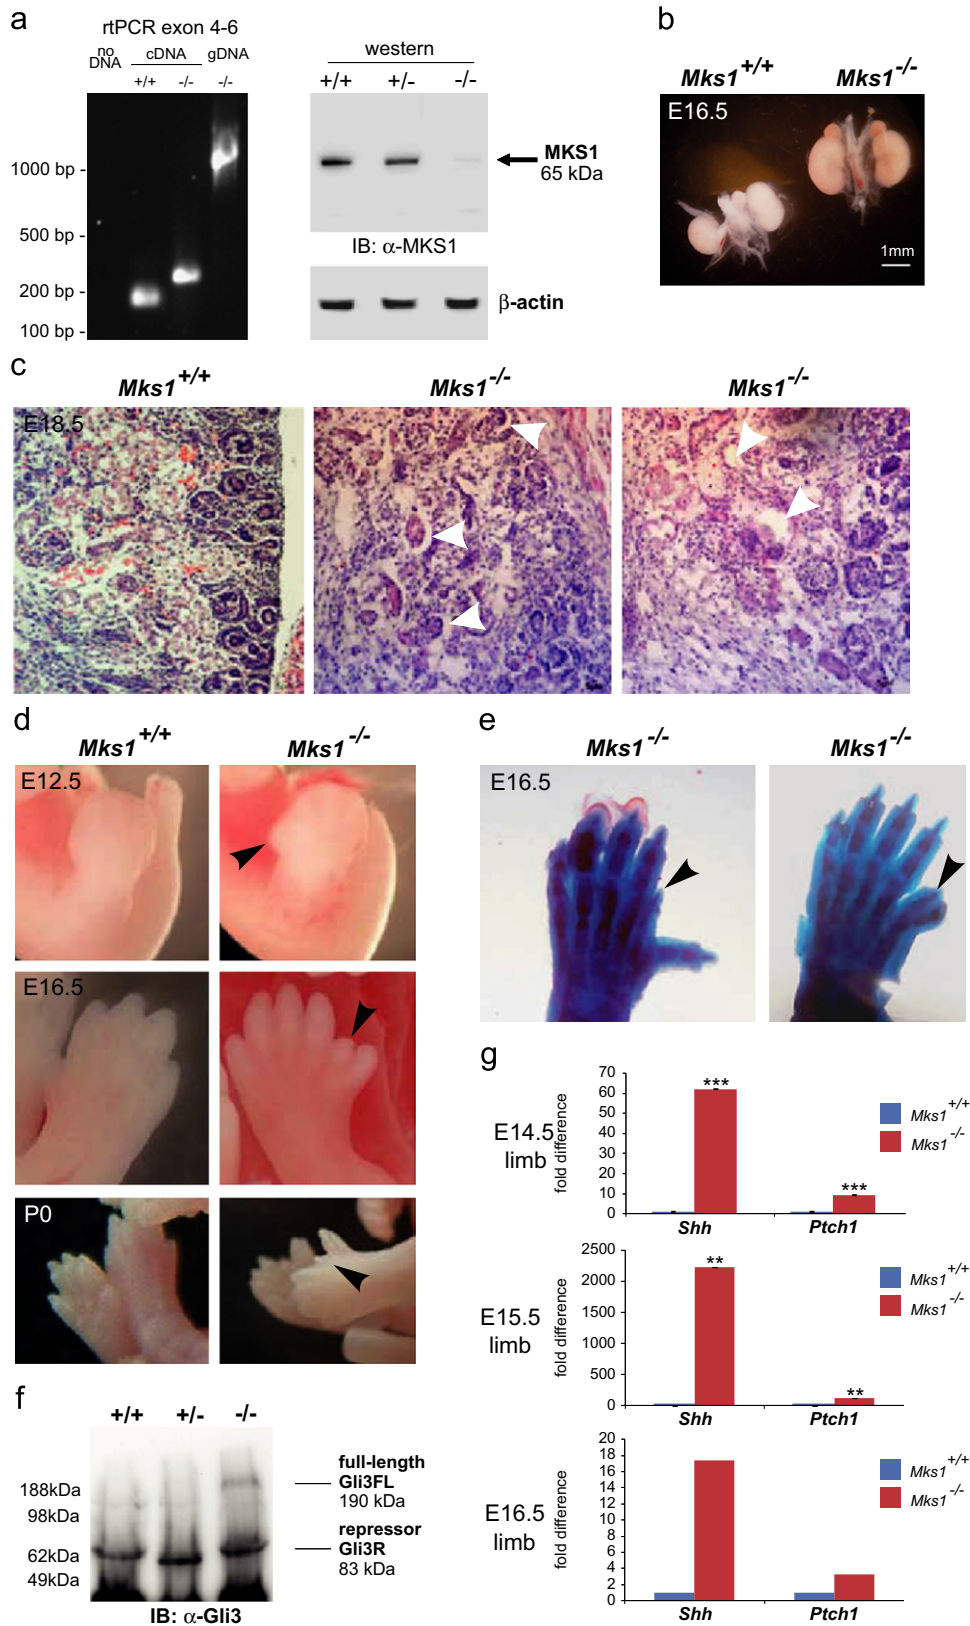 a
rtPCR exon 4-6
no DNA
cDNA
gDNA
+/+ -/- -/-
1000 bp -
500 bp -
200 bp -
100 bp -
western
+/+ +/- -/-
MKS1
65 kDa
IB: α-MKS1
β-actin
b
Mks1+/+ Mks1-/-
E16.5
1mm
c
Mks1+/+ Mks1-/- Mks1-/-
E18.5
d
Mks1+/+ Mks1-/-
E12.5
E16.5
P0
e
Mks1-/- Mks1-/-
E16.5
f
+/+ +/- -/-
188kDa
98kDa
62kDa
49kDa
full-length
Gli3FL
190 kDa
repressor
Gli3R
83 kDa
IB: α-Gli3
g
E14.5
limb
fold difference
70
60
50
40
30
20
10
0
***
***
Shh Ptch1
Mks1+/+
Mks1-/-
E15.5
limb
fold difference
2500
2000
1500
1000
500
0
**
**
Shh Ptch1
Mks1+/+
Mks1-/-
E16.5
limb
fold difference
20
18
16
14
12
10
8
6
4
2
0
Shh Ptch1
Mks1+/+
Mks1-/-